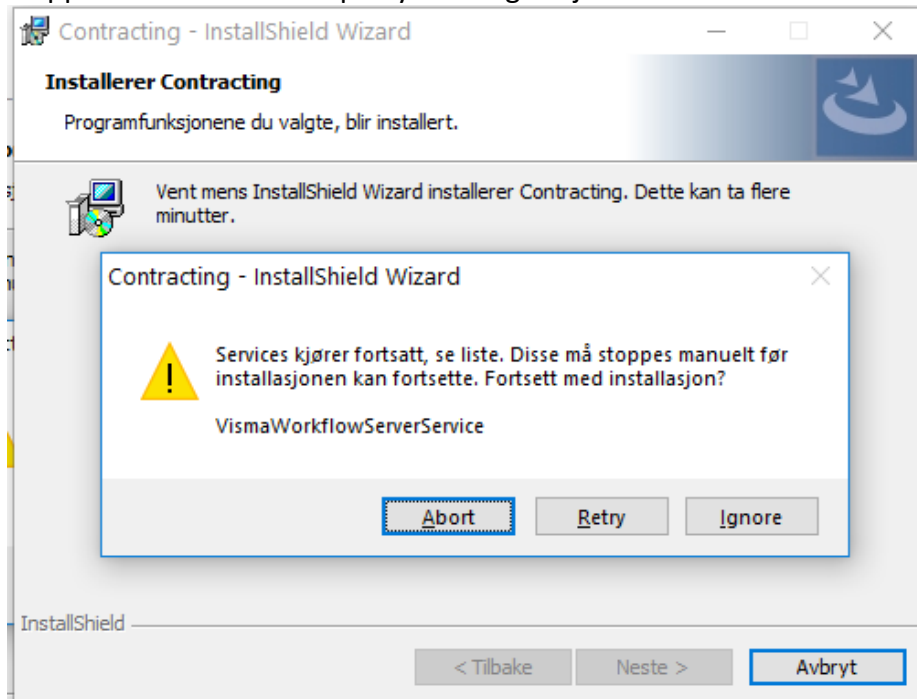 Contracting - InstallShield Wizard
Installerer Contracting
Programfunksjonene du valgte, blir installert.
Vent mens InstallShield Wizard installerer Contracting. Dette kan ta flere
minutter.
Contracting - InstallShield Wizard
Services kjører fortsatt, se liste. Disse må stoppes manuelt før
installasjonen kan fortsette. Fortsett med installasjon?
VismaWorkflowServerService
Abort Retry Ignore
InstallShield
< Tilbake Neste > Avbryt